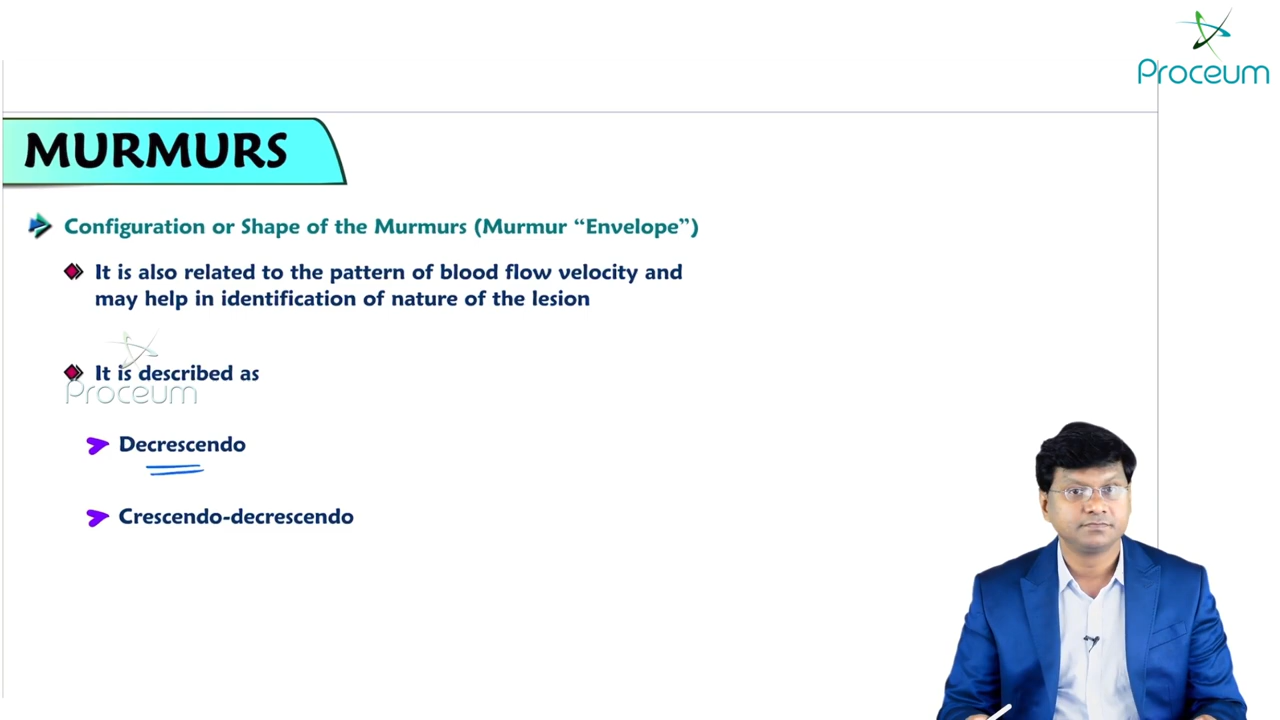 Proceum
MURMURS
Configuration or Shape of the Murmurs (Murmur “Envelope”)
It is also related to the pattern of blood flow velocity and
may help in identification of nature of the lesion
It is described as
Proceum
Decrescendo
Crescendo-decrescendo